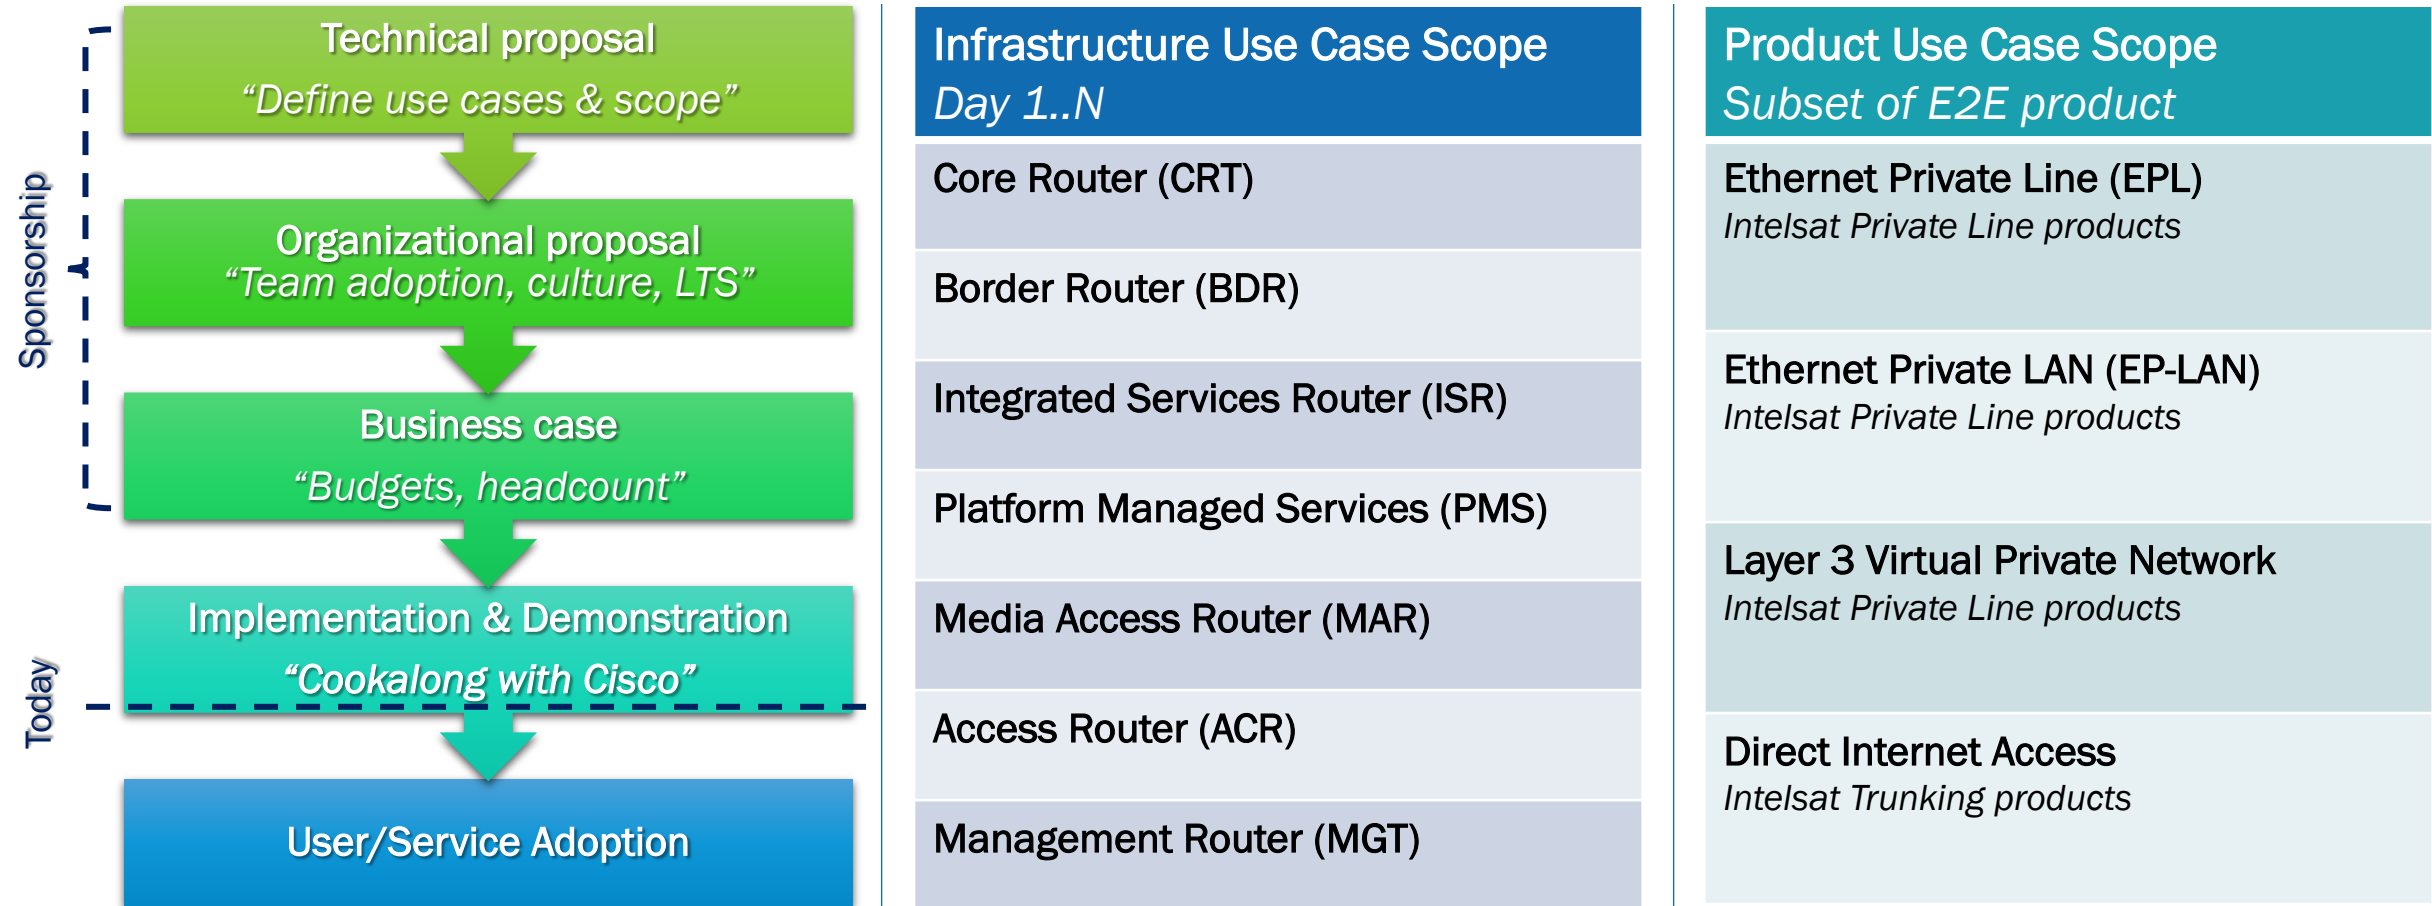 Sponsorship
Today
Technical proposal
“Define use cases & scope”
Organizational proposal
“Team adoption, culture, LTS”
Business case
“Budgets, headcount”
Implementation & Demonstration
“Cookalong with Cisco”
User/Service Adoption
Infrastructure Use Case Scope
Day 1..N
Core Router (CRT)
Border Router (BDR)
Integrated Services Router (ISR)
Platform Managed Services (PMS)
Media Access Router (MAR)
Access Router (ACR)
Management Router (MGT)
Product Use Case Scope
Subset of E2E product
Ethernet Private Line (EPL)
Intelsat Private Line products
Ethernet Private LAN (EP-LAN)
Intelsat Private Line products
Layer 3 Virtual Private Network
Intelsat Private Line products
Direct Internet Access
Intelsat Trunking products